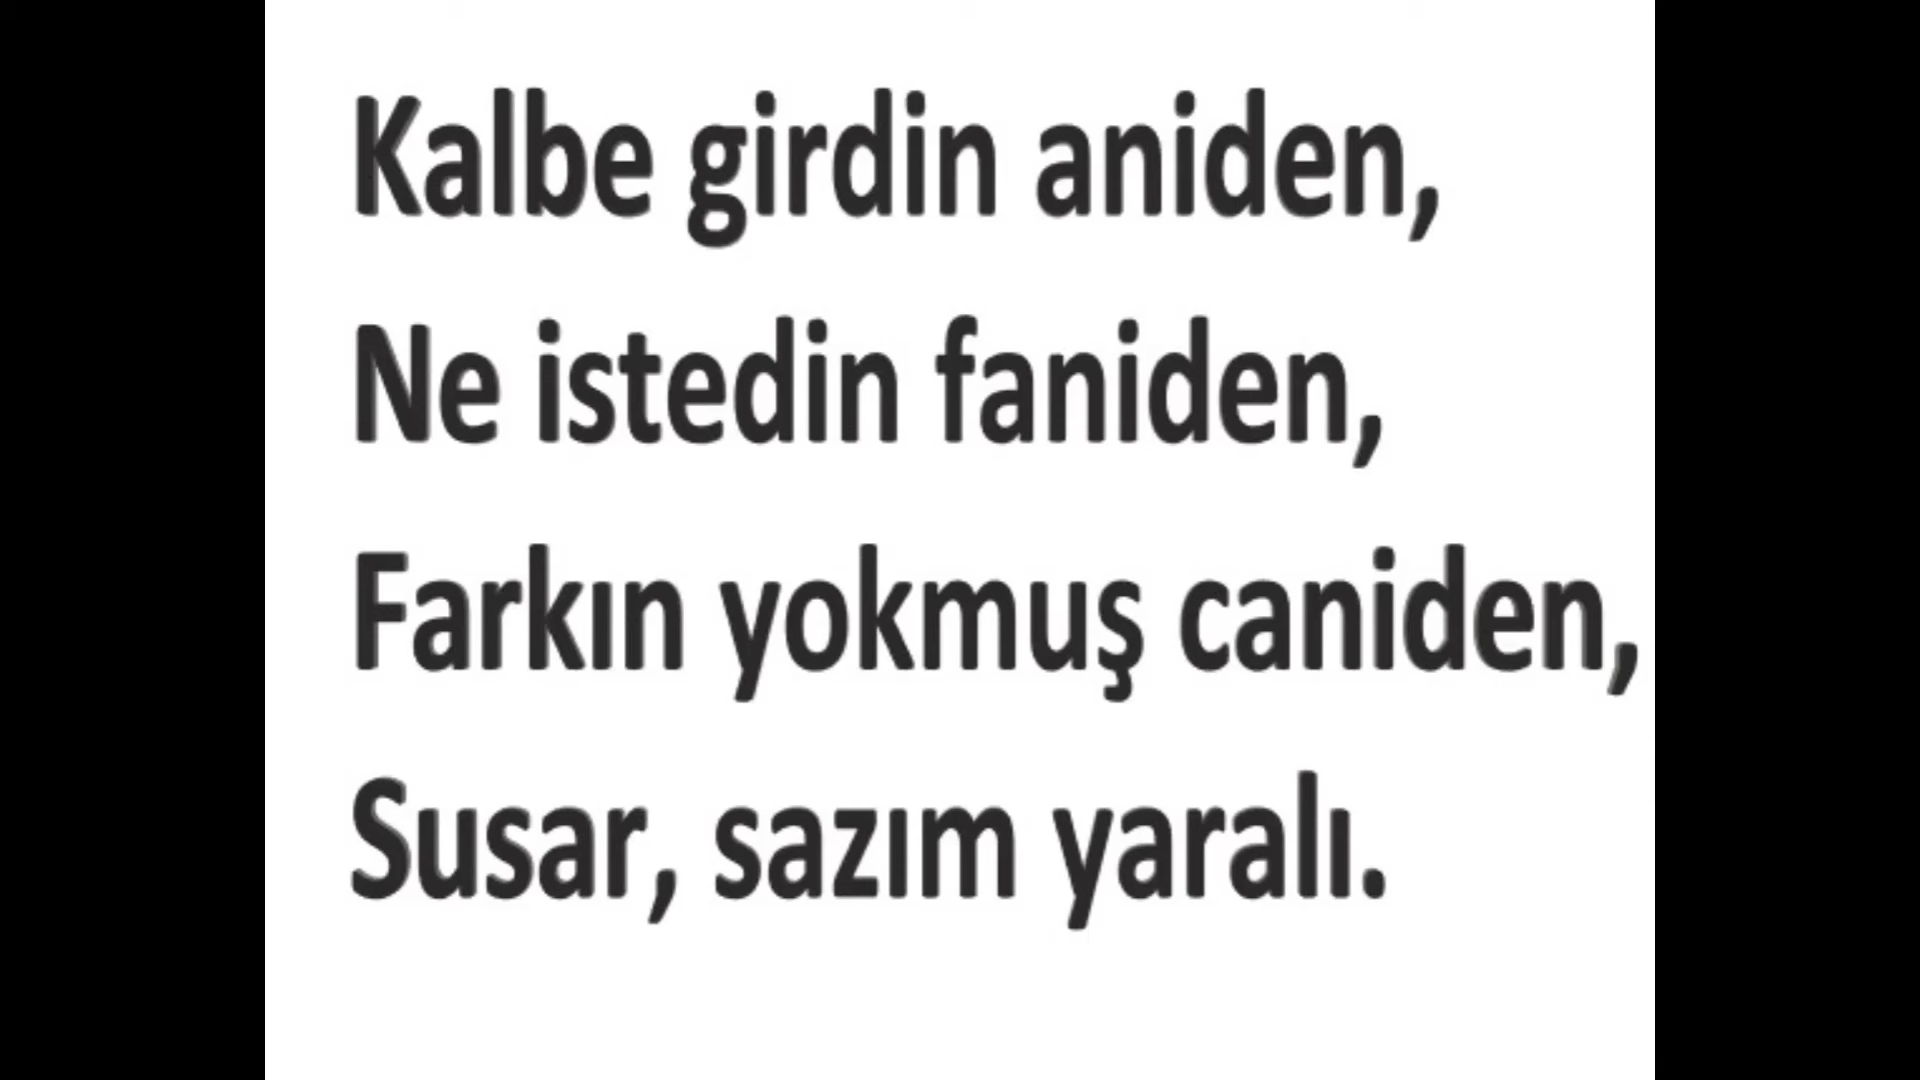 Kalbe girdin aniden,
Ne istedin faniden,
Farkın yokmuş caniden,
Susar, sazım yaralı.